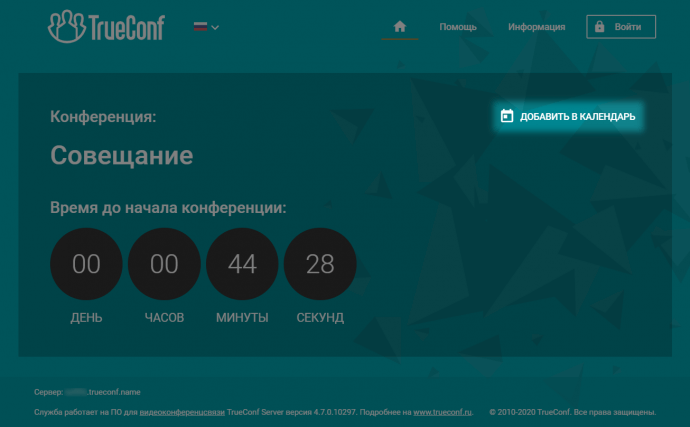 TrueConf
Помощь
Информация
Войти
Конференция:
ДОБАВИТЬ В КАЛЕНДАРЬ
Совещание
Время до начала конференции:
00 00 44 28
ДЕНЬ ЧАСОВ МИНУТЫ СЕКУНД
Сервер: .trueconf.name
Служба работает на ПО для видеоконференцсвязи TrueConf Server версия 4.7.0.10297. Подробнее на www.trueconf.ru. © 2010-2020 TrueConf. Все права защищены.